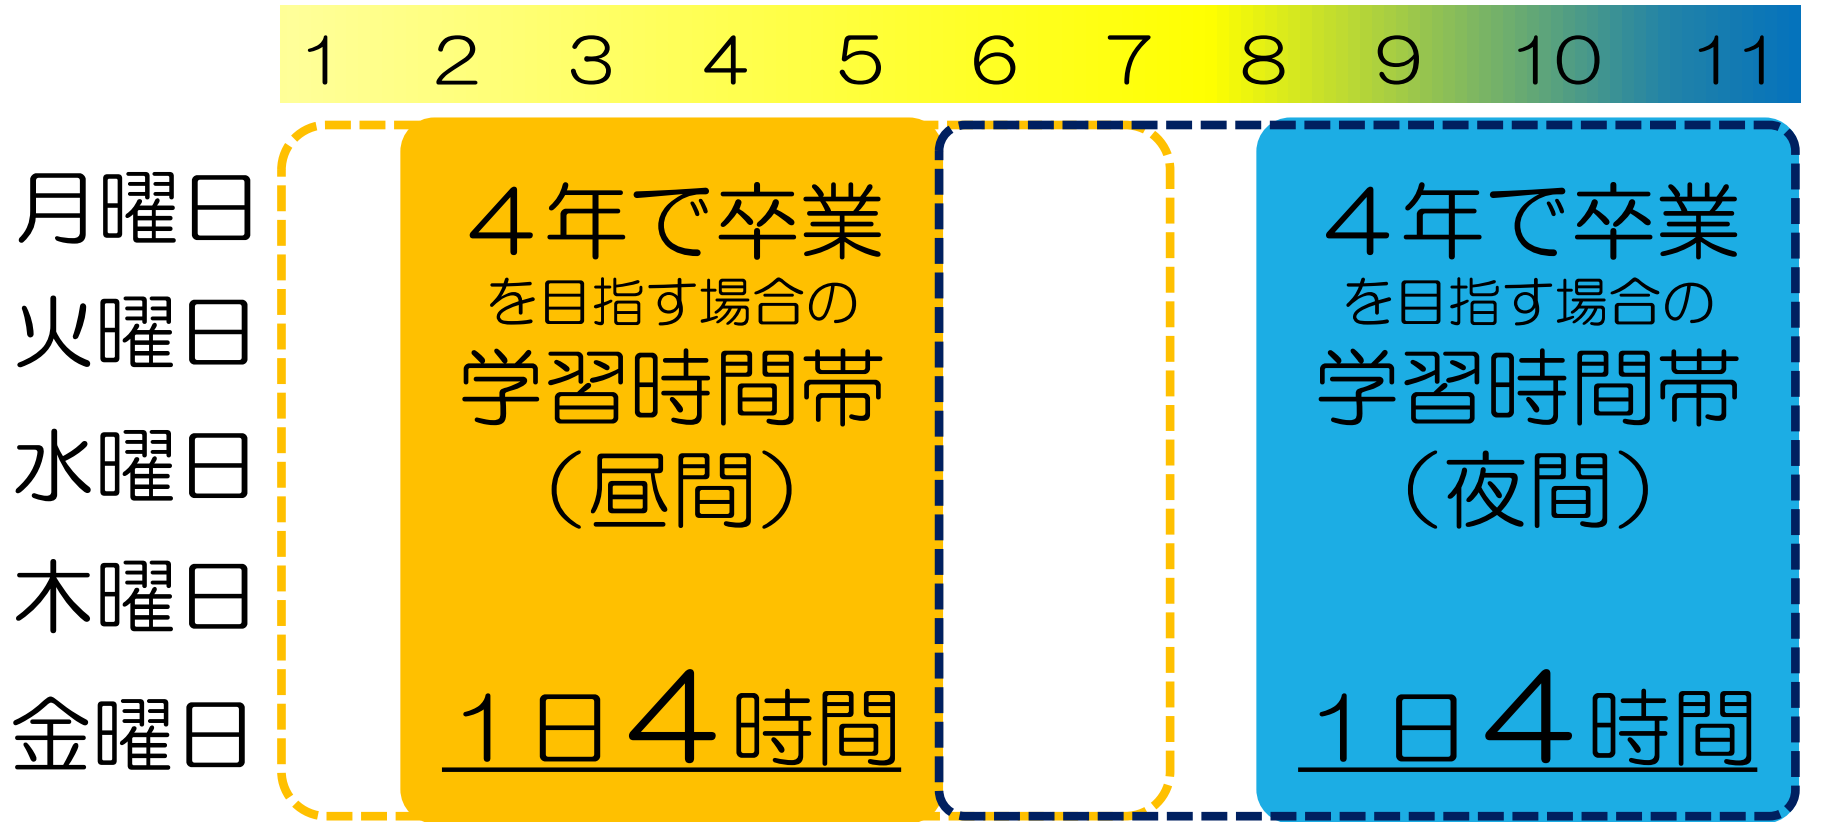 1 2 3 4 5 6 7 8 9 10 11
月曜日
火曜日
水曜日
木曜日
金曜日
４年で卒業
を目指す場合の
学習時間帯
（昼間）
１日４時間
４年で卒業
を目指す場合の
学習時間帯
（夜間）
１日４時間